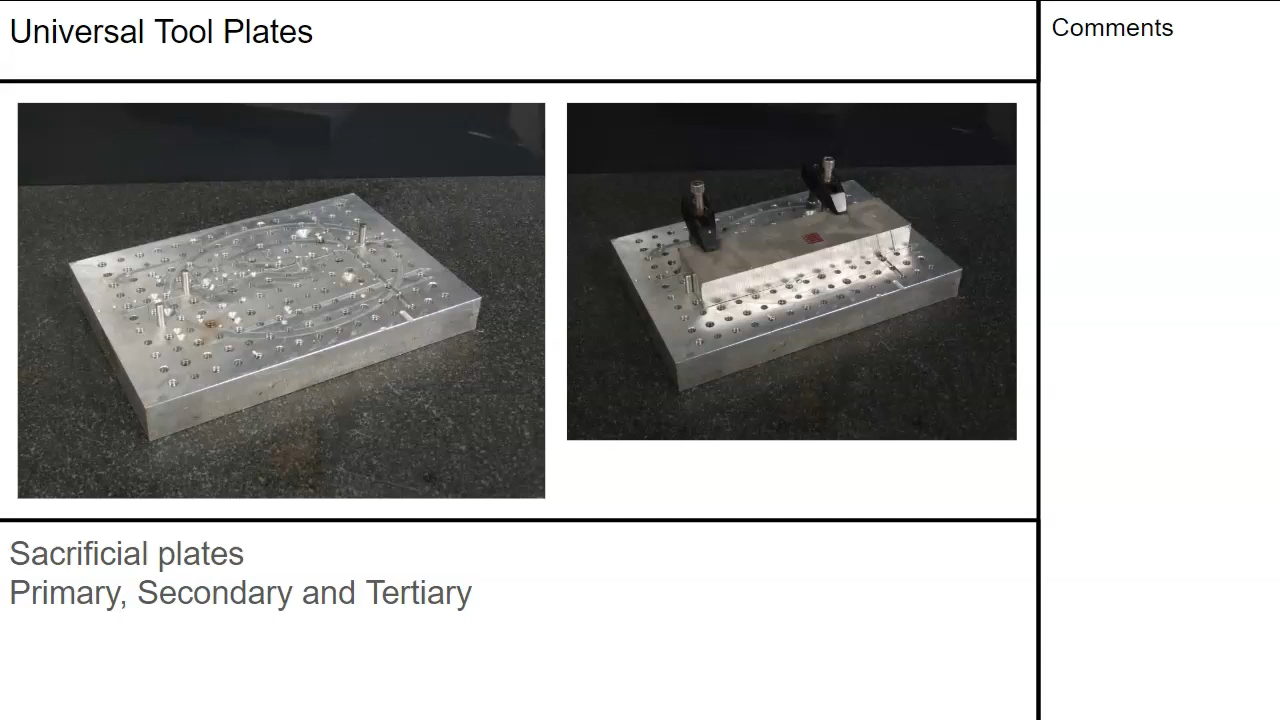 Universal Tool Plates
Comments
Sacrificial plates
Primary, Secondary and Tertiary